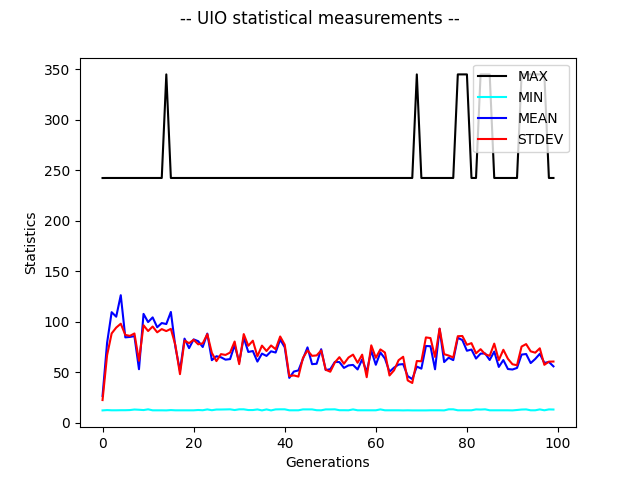 -- UIO statistical measurements --
350
300
250
200
150
100
50
0
Statistics
MAX
MIN
MEAN
STDEV
0 20 40 60 80 100
Generations